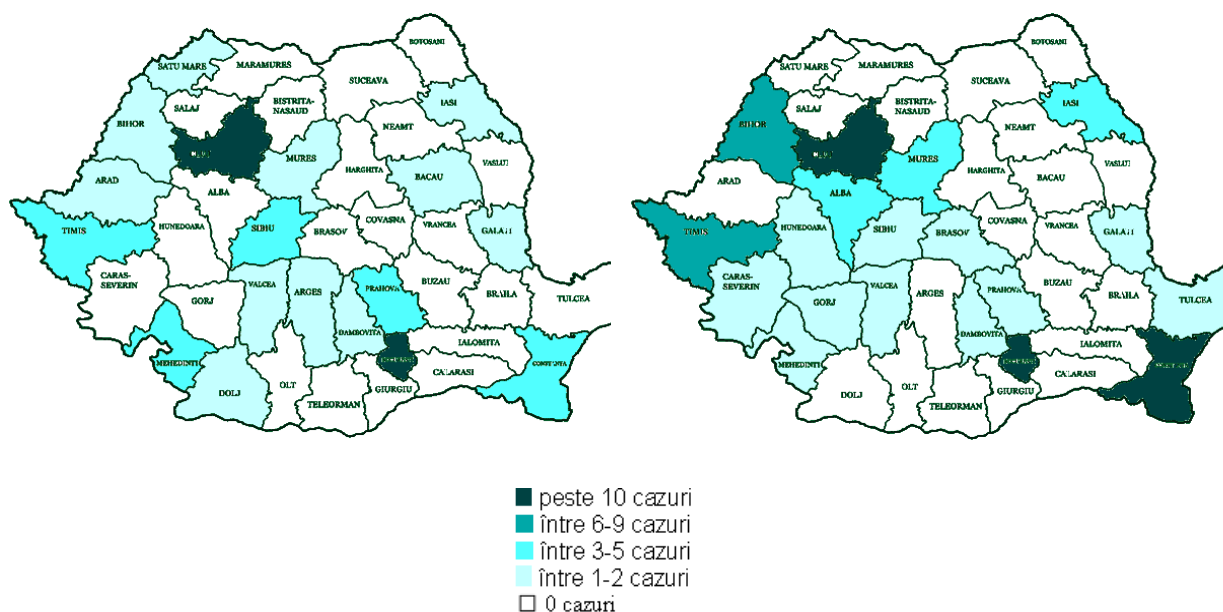 BOTOSANI
SATU MARE
MARAMURES
SUCEAVA
SALAJ
BISTRITA-
NASAUD
IASI
BIHOR
NEAMT
MURES
HARGHITA
BACAU
VASLUI
ARAD
ALBA
TIMIS
HUNEDOARA
SIBIU
BRASOV
COVASNA
VRANCEA
GALATI
CARAS-
SEVERIN
GORJ
VALCEA
ARGES
PRAHOVA
BUZAU
BRAILA
TULCEA
DAMBOVITA
MEHEDINTI
IALOMITA
DOLJ
OLT
TELEORMAN
GIURGIU
CALARASI
CONSTANTA
BOTOSANI
SATU MARE
MARAMURES
SUCEAVA
SALAJ
BISTRITA-
NASAUD
IASI
BIHOR
NEAMT
MURES
HARGHITA
BACAU
VASLUI
ARAD
ALBA
TIMIS
HUNEDOARA
SIBIU
BRASOV
COVASNA
VRANCEA
GALATI
CARAS-
SEVERIN
GORJ
VALCEA
ARGES
PRAHOVA
BUZAU
BRAILA
TULCEA
DAMBOVITA
MEHEDINTI
IALOMITA
DOLJ
OLT
TELEORMAN
GIURGIU
CALARASI
peste 10 cazuri
între 6-9 cazuri
între 3-5 cazuri
între 1-2 cazuri
0 cazuri